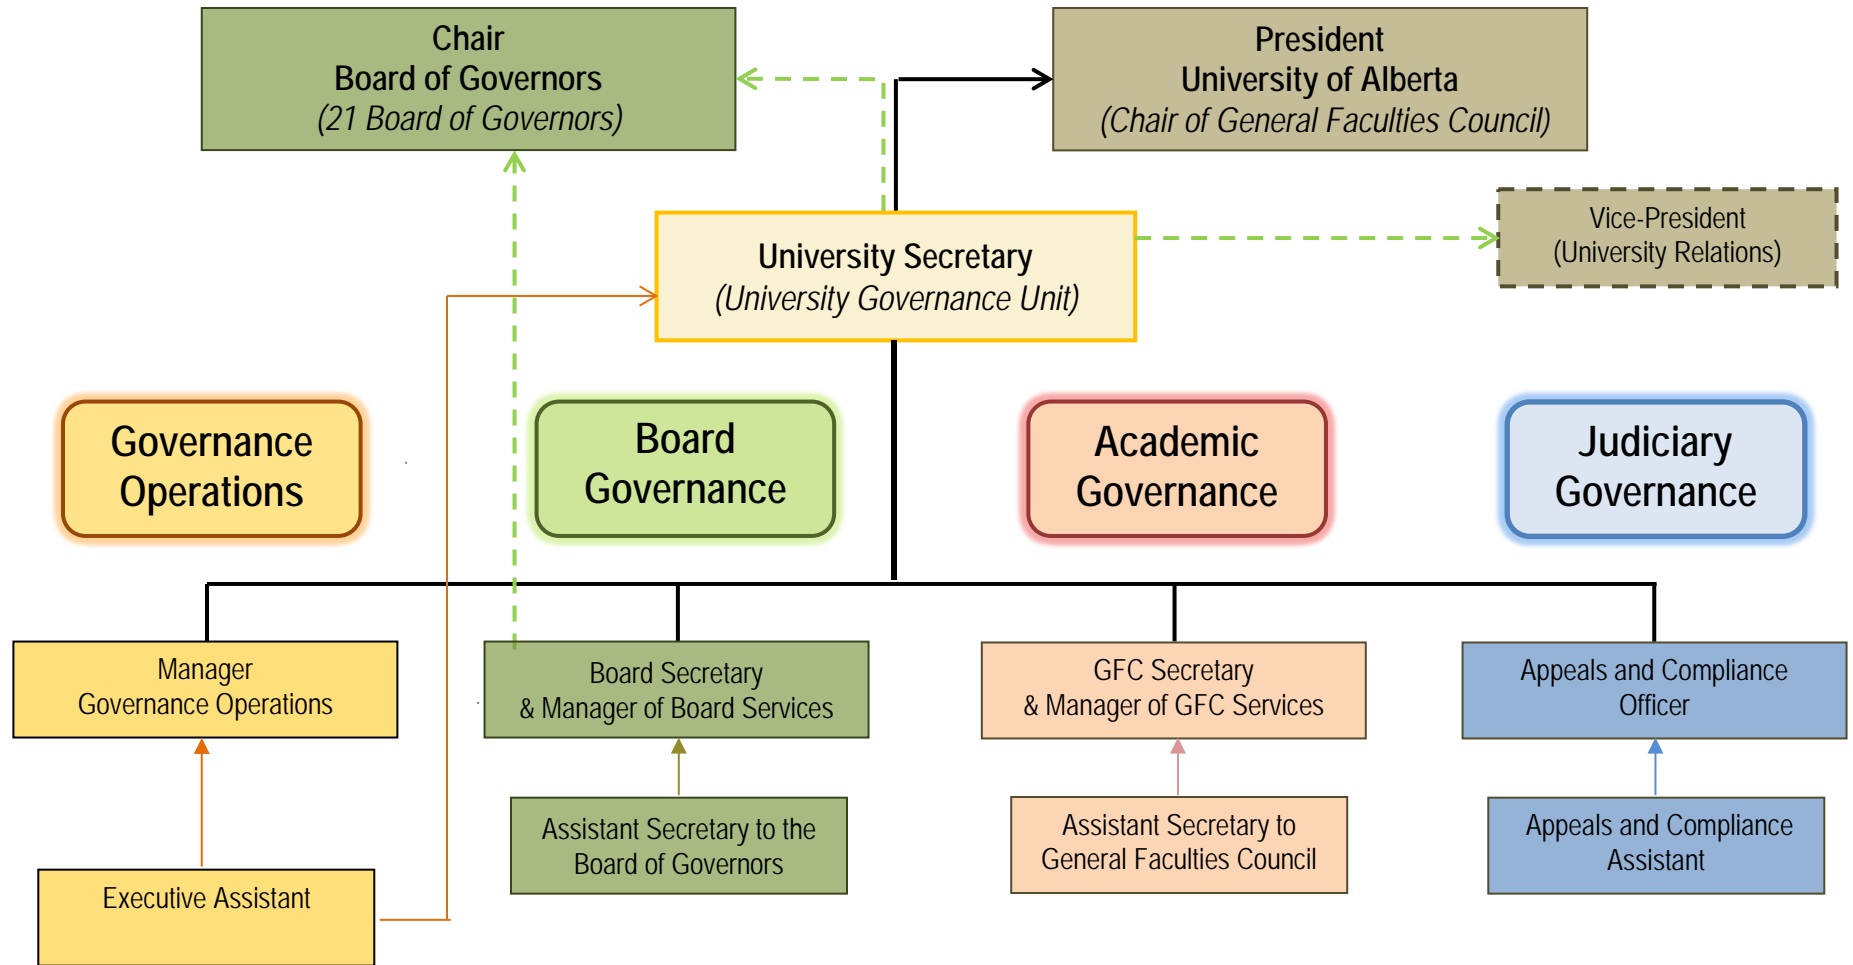 Chair
Board of Governors
(21 Board of Governors)
President
University of Alberta
(Chair of General Faculties Council)
Vice-President
(University Relations)
University Secretary
(University Governance Unit)
Governance
Operations
Board
Governance
Academic
Governance
Judiciary
Governance
Manager
Governance Operations
Board Secretary
& Manager of Board Services
GFC Secretary
& Manager of GFC Services
Appeals and Compliance
Officer
Executive Assistant
Assistant Secretary to the
Board of Governors
Assistant Secretary to
General Faculties Council
Appeals and Compliance
Assistant